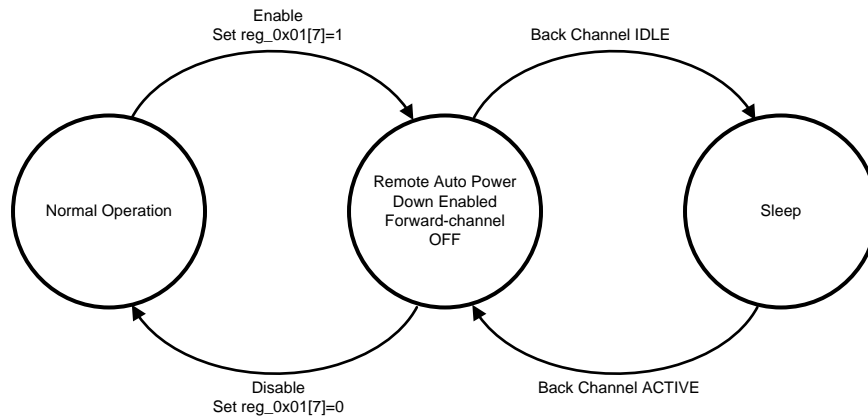 Enable
Set reg_0x01[7]=1
Back Channel IDLE
Normal Operation
Remote Auto Power
Down Enabled
Forward-channel
OFF
Sleep
Disable
Set reg_0x01[7]=0
Back Channel ACTIVE